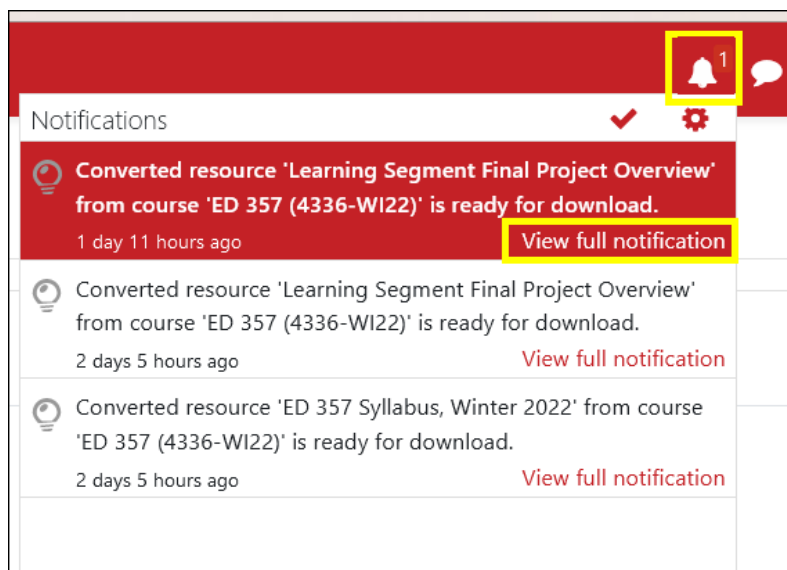 1
Notifications
Converted resource 'Learning Segment Final Project Overview'
from course 'ED 357 (4336-WI22)' is ready for download.
1 day 11 hours ago
View full notification
Converted resource 'Learning Segment Final Project Overview'
from course 'ED 357 (4336-WI22)' is ready for download.
2 days 5 hours ago
View full notification
Converted resource 'ED 357 Syllabus, Winter 2022' from course
'ED 357 (4336-WI22)' is ready for download.
2 days 5 hours ago
View full notification